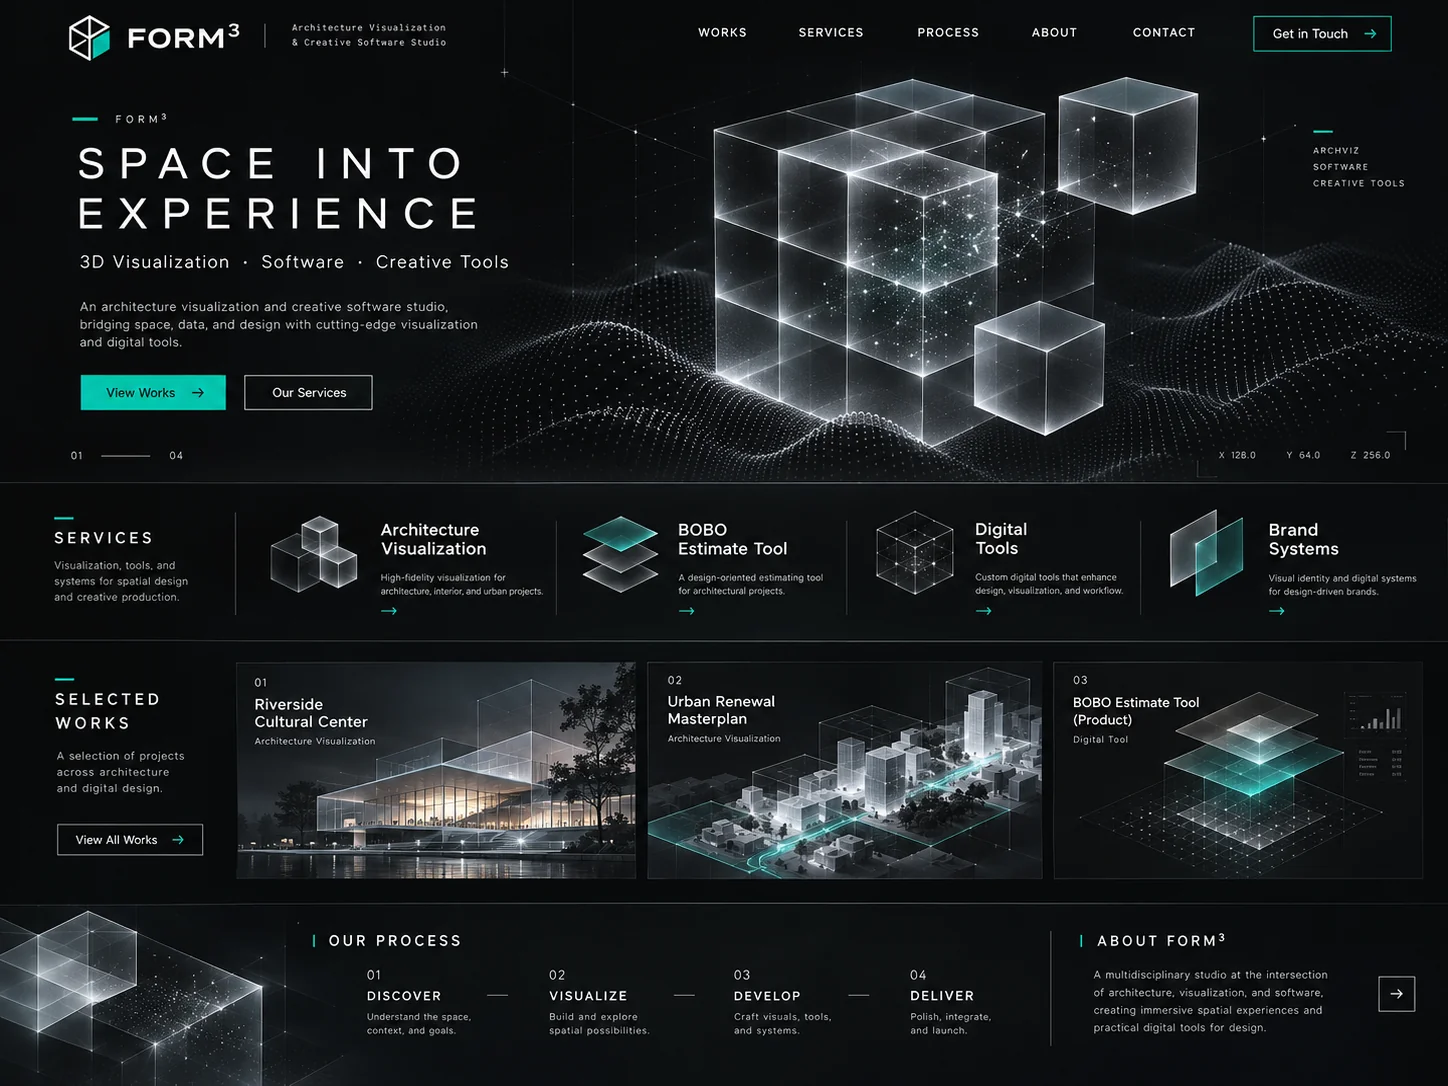 FORM³
Architecture Visualization
& Creative Software Studio
WORKS
SERVICES
PROCESS
ABOUT
CONTACT
Get in Touch →
FORM³
SPACE INTO
EXPERIENCE
3D Visualization · Software · Creative Tools
An architecture visualization and creative software studio,
bridging space, data, and design with cutting-edge visualization
and digital tools.
View Works →
Our Services
01
04
ARCHVIZ
SOFTWARE
CREATIVE TOOLS
X 128.0
Y 64.0
Z 256.0
SERVICES
Visualization, tools, and
systems for spatial design
and creative production.
Architecture
Visualization
High-fidelity visualization for
architecture, interior, and urban projects.
→
BOBO
Estimate Tool
A design-oriented estimating tool
for architectural projects.
→
Digital
Tools
Custom digital tools that enhance
design, visualization, and workflow.
→
Brand
Systems
Visual identity and digital systems
for design-driven brands.
→
SELECTED
WORKS
A selection of projects
across architecture
and digital design.
View All Works →
01
Riverside
Cultural Center
Architecture Visualization
02
Urban Renewal
Masterplan
Architecture Visualization
03
BOBO Estimate Tool
(Product)
Digital Tool
OUR PROCESS
01
DISCOVER
Understand the space,
context, and goals.
02
VISUALIZE
Build and explore
spatial possibilities.
03
DEVELOP
Craft visuals, tools,
and systems.
04
DELIVER
Polish, integrate,
and launch.
ABOUT FORM³
A multidisciplinary studio at the intersection
of architecture, visualization, and software,
creating immersive spatial experiences and
practical digital tools for design.
→